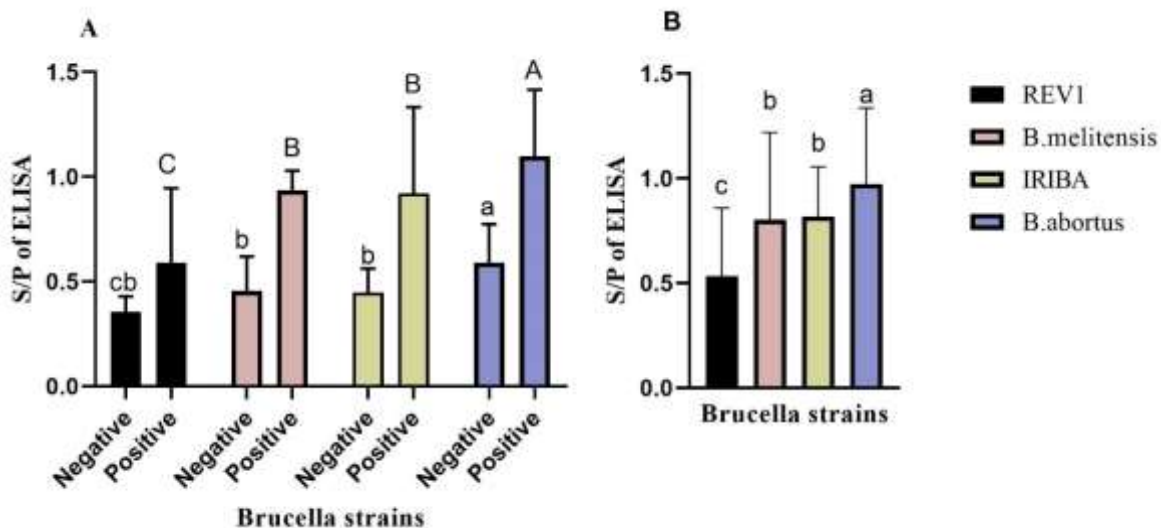 A
S/P of ELISA
1.5
1.0
0.5
0.0
cb
C
b
B
b
B
a
A
Negative
Positive
Negative
Positive
Negative
Positive
Negative
Positive
Brucella strains
B
S/P of ELISA
1.5
1.0
0.5
0.0
c
b
b
a
Brucella strains
REV1
B.melitensis
IRIBA
B.abortus